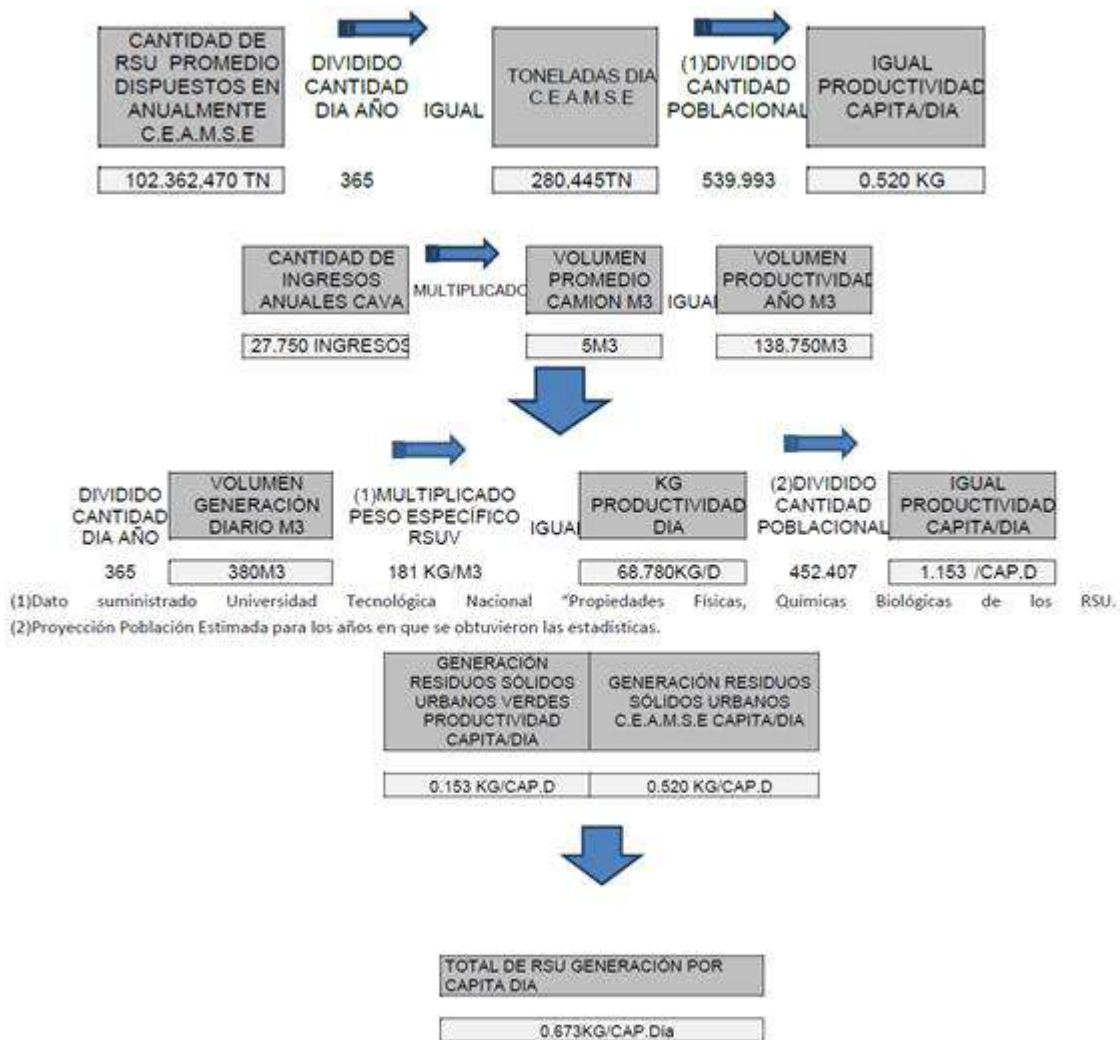 CANTIDAD DE
RSU PROMEDIO
DISPUESTOS EN
ANUALMENTE
C.E.A.M.S.E
DIVIDIDO
CANTIDAD
DIA AÑO
IGUAL
TONELADAS DIA
C.E.A.M.S.E
(1)DIVIDIDO
CANTIDAD
POBLACIONAL
IGUAL
PRODUCTIVIDAD
CAPITA/DIA
102.362,470 TN
365
280,445TN
539.993
0.520 KG
CANTIDAD DE
INGRESOS
ANUALES CAVA
MULTIPLICADO
VOLUMEN
PROMEDIO
CAMION M3
IGUAL
VOLUMEN
PRODUCTIVIDAD
AÑO M3
27.750 INGRESOS
5M3
138.750M3
DIVIDIDO
CANTIDAD
DIA AÑO
VOLUMEN
GENERACIÓN
DIARIO M3
(1)MULTIPLICADO
PESO ESPECÍFICO
RSUV
IGUAL
KG
PRODUCTIVIDAD
DIA
(2)DIVIDIDO
CANTIDAD
POBLACIONAL
IGUAL
PRODUCTIVIDAD
CAPITA/DIA
365
380M3
181 KG/M3
68.780KG/D
452.407
1.153 /CAP.D
(1)Dato suministrado Universidad Tecnológica Nacional "Propiedades Físicas, Químicas Biológicas de los RSU.
(2)Proyección Población Estimada para los años en que se obtuvieron las estadísticas.
GENERACIÓN
RESIDUOS SÓLIDOS
URBANOS VERDES
PRODUCTIVIDAD
CAPITA/DIA
GENERACIÓN RESIDUOS
SÓLIDOS URBANOS
C.E.A.M.S.E CAPITA/DIA
0.153 KG/CAP.D
0.520 KG/CAP.D
TOTAL DE RSU GENERACIÓN POR
CAPITA DIA
0.673KG/CAP.Dia